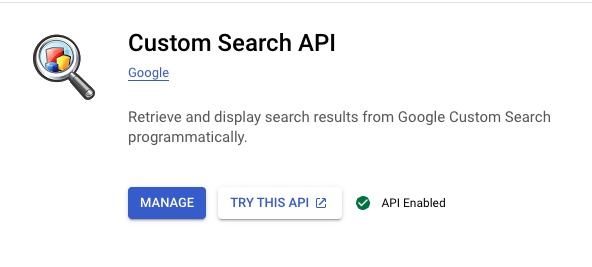 Custom Search API
Google
Retrieve and display search results from Google Custom Search
programmatically.
MANAGE
TRY THIS API
API Enabled